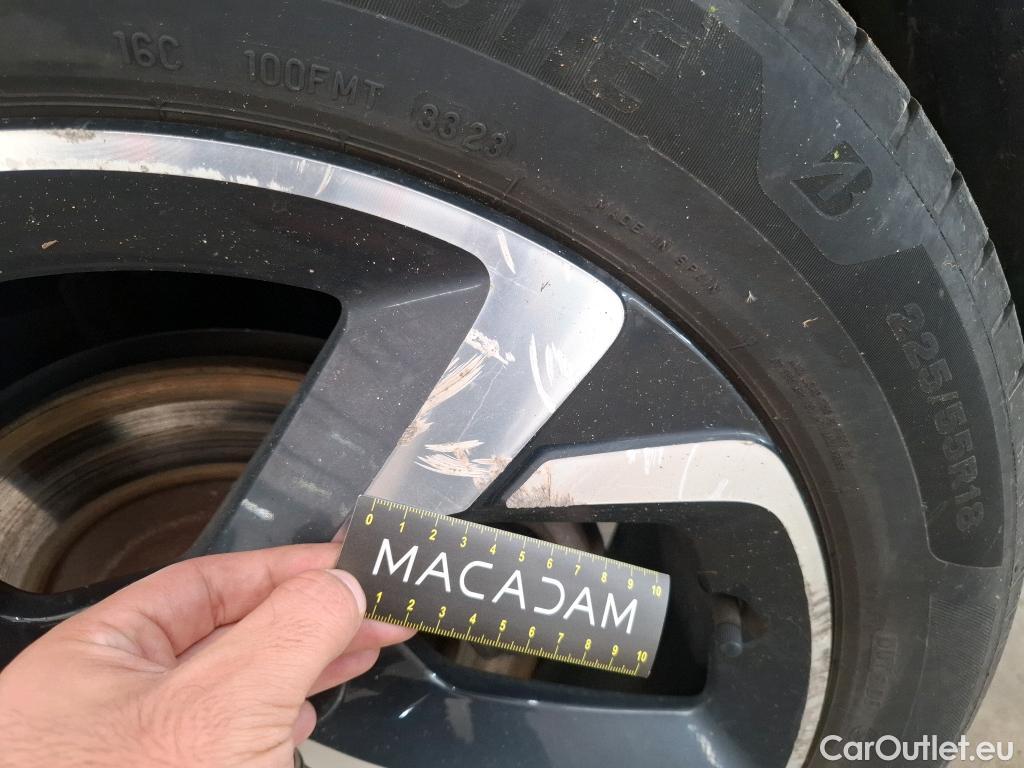 16C 100FMT 3323
MADE IN SPAIN
225/55R18
0 1 2 3 4 5 6 7 8 9 10
MACADAM
1 2 3 4 5 6 7 8 9 10
CarOutlet.eu